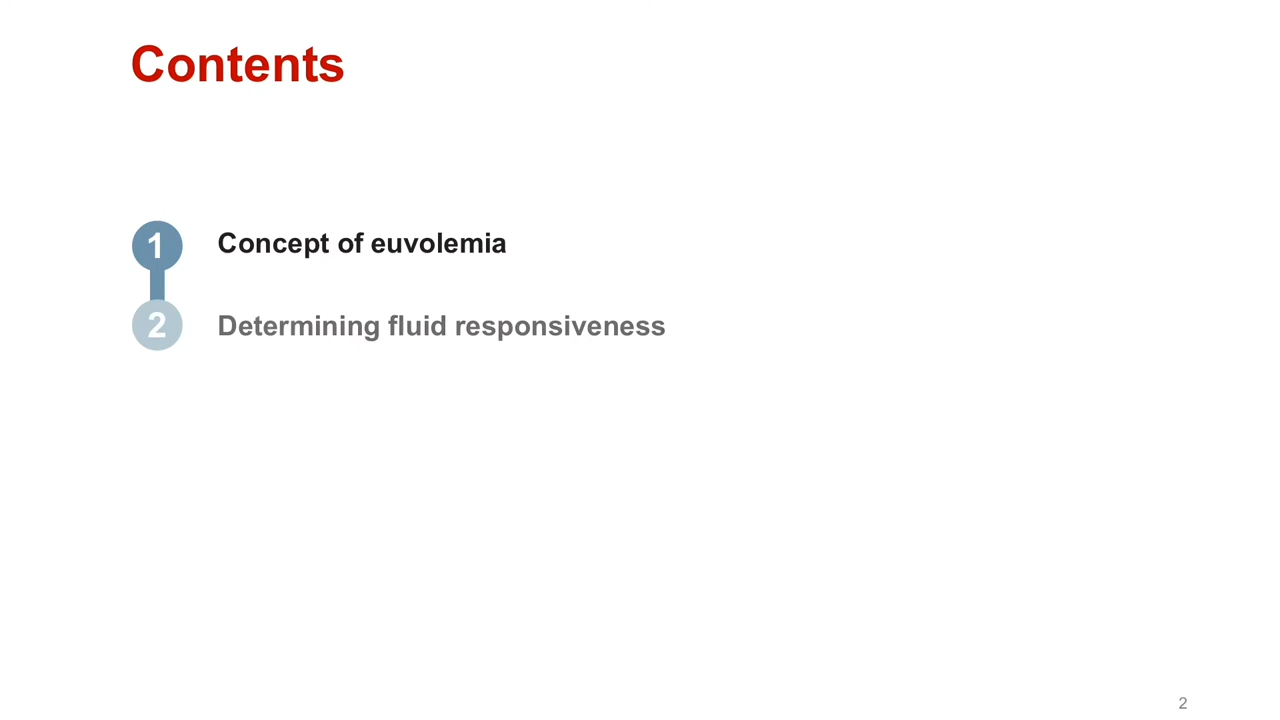 Contents
1 Concept of euvolemia
2 Determining fluid responsiveness
2